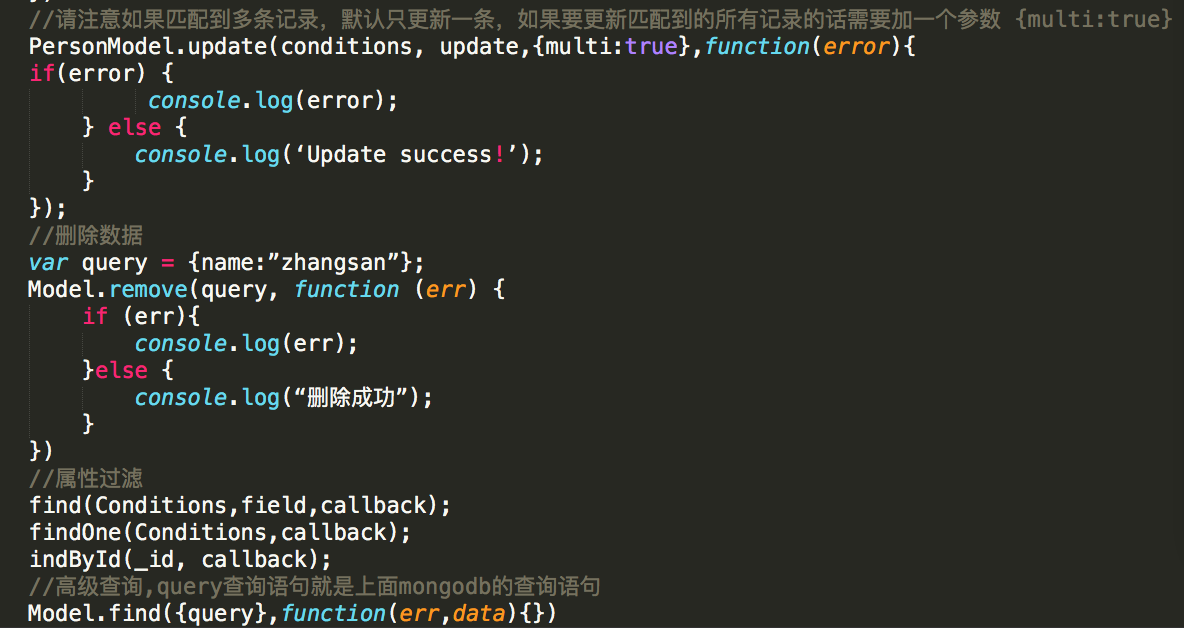 //请注意如果匹配到多条记录，默认只更新一条，如果要更新匹配到的所有记录的话需要加一个参数 {multi:true}
PersonModel.update(conditions, update,{multi:true},function(error){
if(error) {
console.log(error);
} else {
console.log(‘Update success!’);
}
});
//删除数据
var query = {name:”zhangsan”};
Model.remove(query, function (err) {
if (err){
console.log(err);
}else {
console.log(“删除成功”);
}
})
//属性过滤
find(Conditions,field,callback);
findOne(Conditions,callback);
indById(_id, callback);
//高级查询,query查询语句就是上面mongodb的查询语句
Model.find({query},function(err,data){})